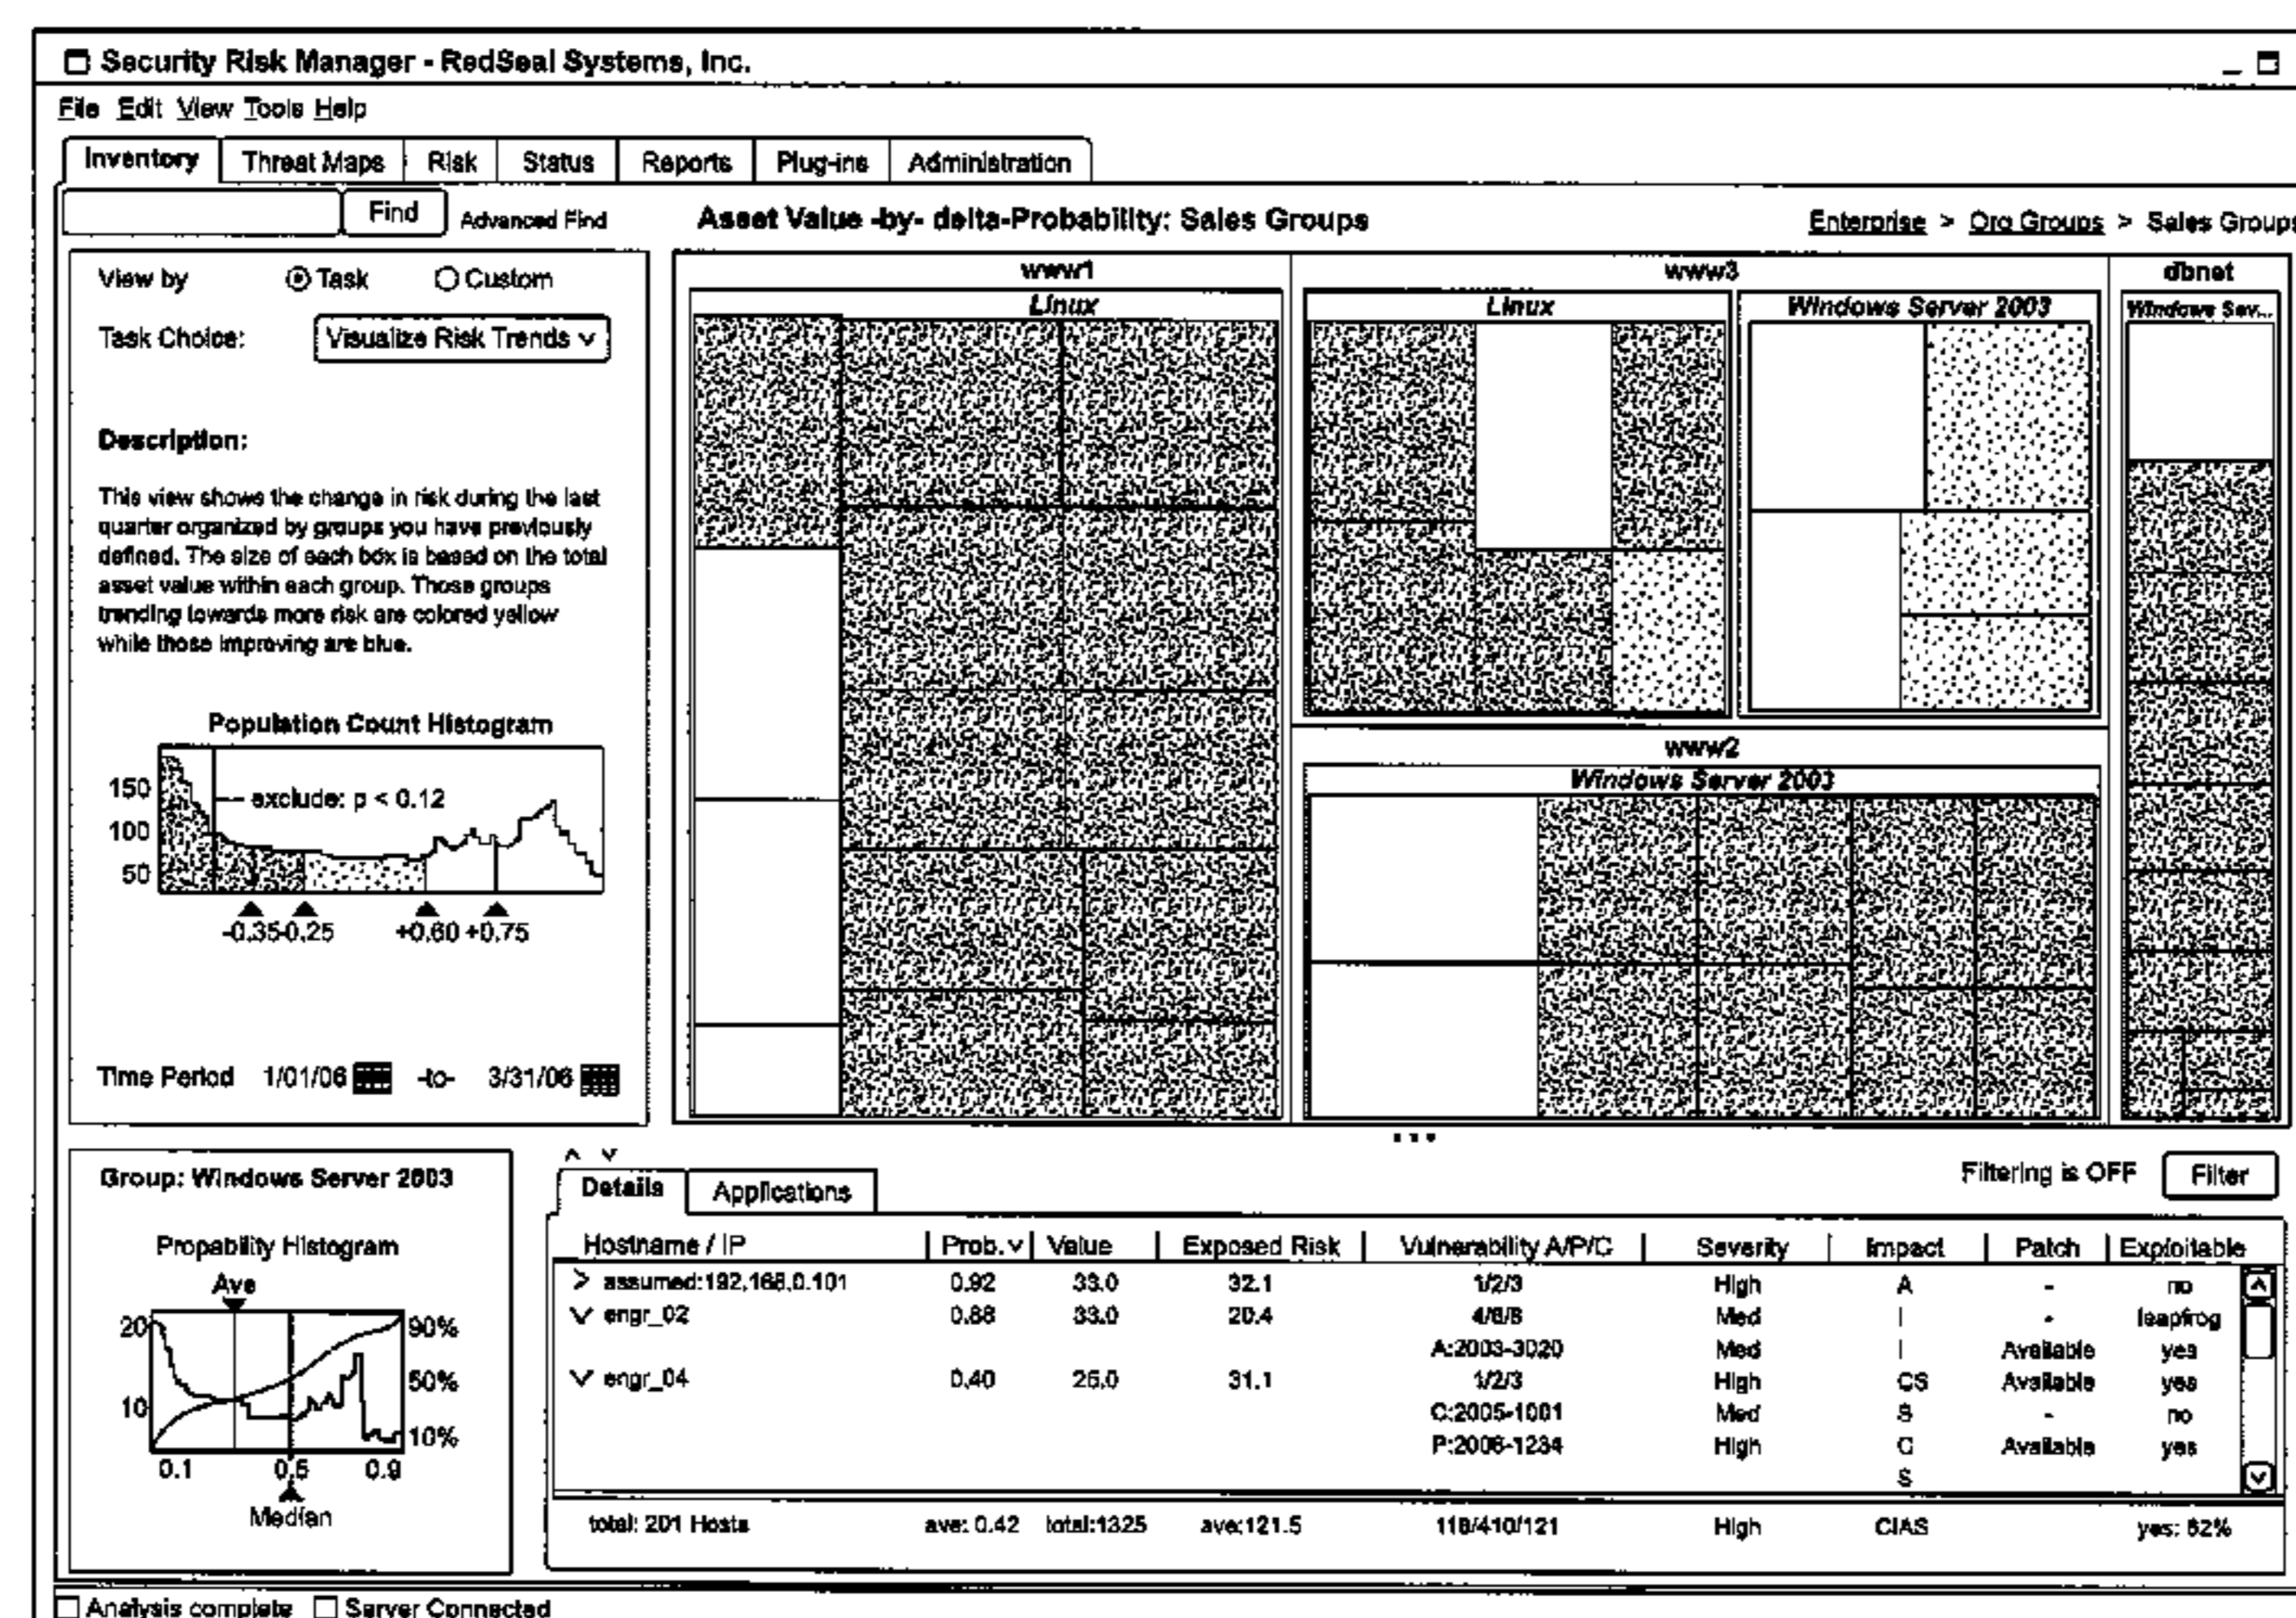 Security Risk Manager - RedSeal Systems, Inc.
File Edit View Tools Help
Inventory Threat Maps Risk Status Reports Plug-ins Administration
Find Advanced Find
Asset Value -by- delta-Probability: Sales Groups
Enterprise > Org Groups > Sales Groups
View by Task Custom
Task Choice: Visualize Risk Trends
Description:
This view shows the change in risk during the last
quarter organized by groups you have previously
defined. The size of each box is based on the total
asset value within each group. Those groups
trending towards more risk are colored yellow
while those improving are blue.
Population Count Histogram
150
100
50
exclude: p < 0.12
-0.35 -0.25 +0.60 +0.75
Time Period 1/01/06 -to- 3/31/06
www1
Linux
www3
Linux
Windows Server 2003
dbnet
Windows Sev...
www2
Windows Server 2003
Group: Windows Server 2003
Propability Histogram
Ave
20
10
90%
50%
10%
0.1 0.5 0.9
Median
Details Applications
Filtering is OFF Filter
Hostname / IP Prob. Value Exposed Risk Vulnerability A/P/C Severity Impact Patch Exploitable
> assumed:192,168,0.101 0.92 33.0 32.1 1/2/3 High A - no
engr_02 0.88 33.0 20.4 Med I - leapfrog
A:2003-3020 Med I Available yes
engr_04 0.40 25.0 31.1 1/2/3 High CS Available yes
C:2005-1001 Med S - no
P:2006-1234 High C Available yes
S
total: 201 Hosts ave: 0.42 total:1325 ave:121.5 118/410/121 High CIAS yes: 62%
Analysis complete Server Connected